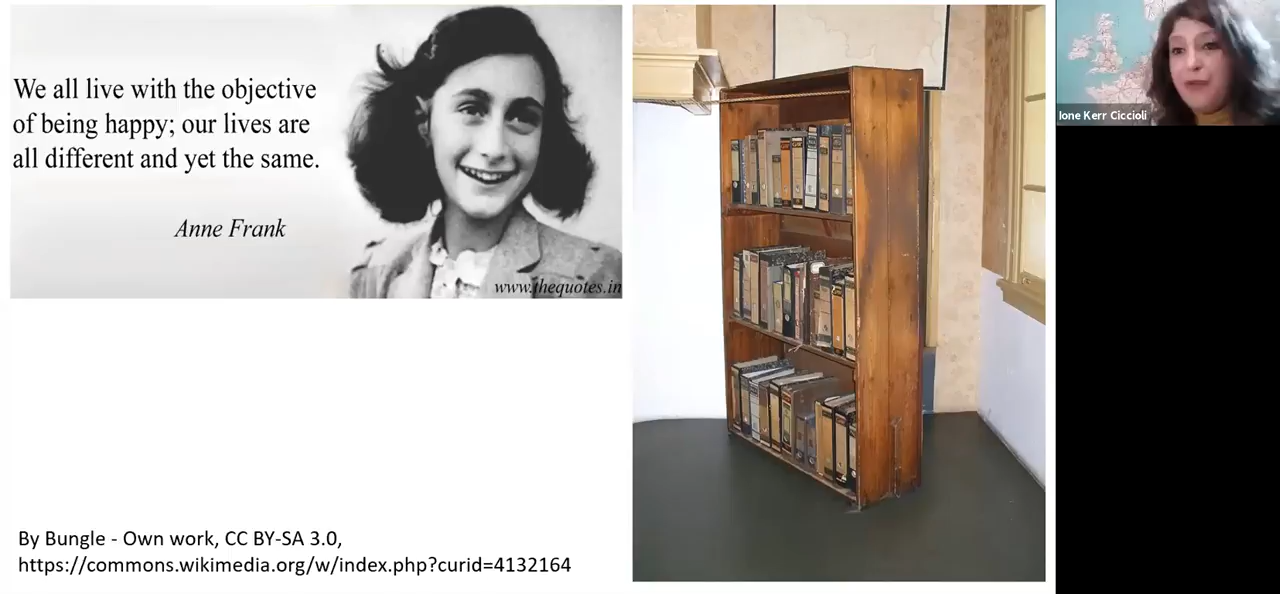 We all live with the objective
of being happy; our lives are
all different and yet the same.
Anne Frank
www.thequotes.in
By Bungle - Own work, CC BY-SA 3.0,
https://commons.wikimedia.org/w/index.php?curid=4132164
Ione Kerr Ciccioli